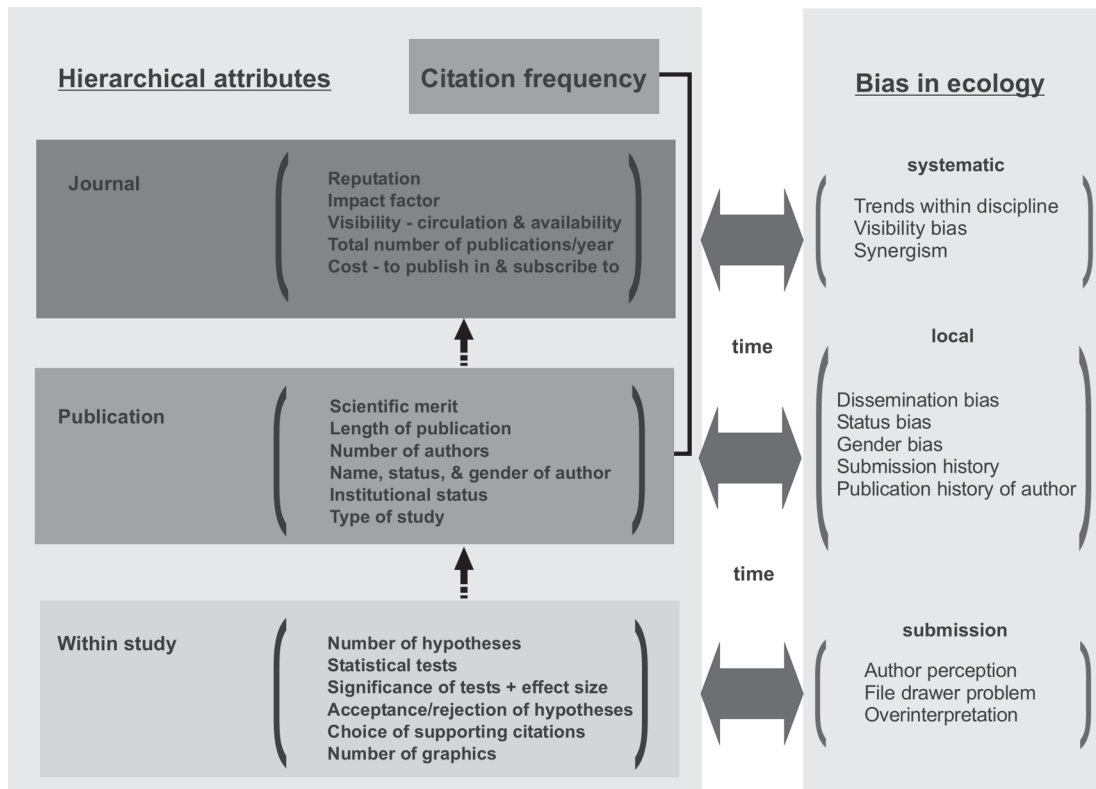 Hierarchical attributes
Citation frequency
Journal
Reputation
Impact factor
Visibility - circulation & availability
Total number of publications/year
Cost - to publish in & subscribe to
Publication
Scientific merit
Length of publication
Number of authors
Name, status, & gender of author
Institutional status
Type of study
Within study
Number of hypotheses
Statistical tests
Significance of tests + effect size
Acceptance/rejection of hypotheses
Choice of supporting citations
Number of graphics
time
time
Bias in ecology
systematic
Trends within discipline
Visibility bias
Synergism
local
Dissemination bias
Status bias
Gender bias
Submission history
Publication history of author
submission
Author perception
File drawer problem
Overinterpretation